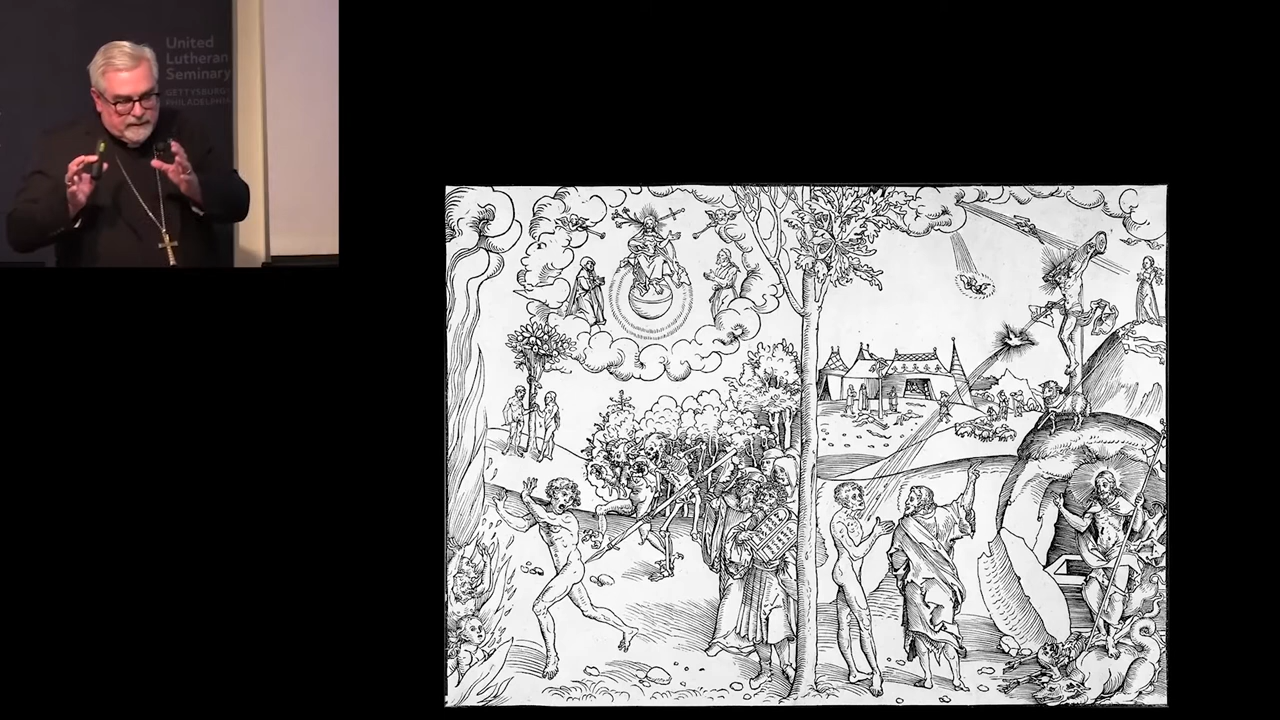 United
Lutheran
Seminary
GETTYSBURG
PHILADELPHIA